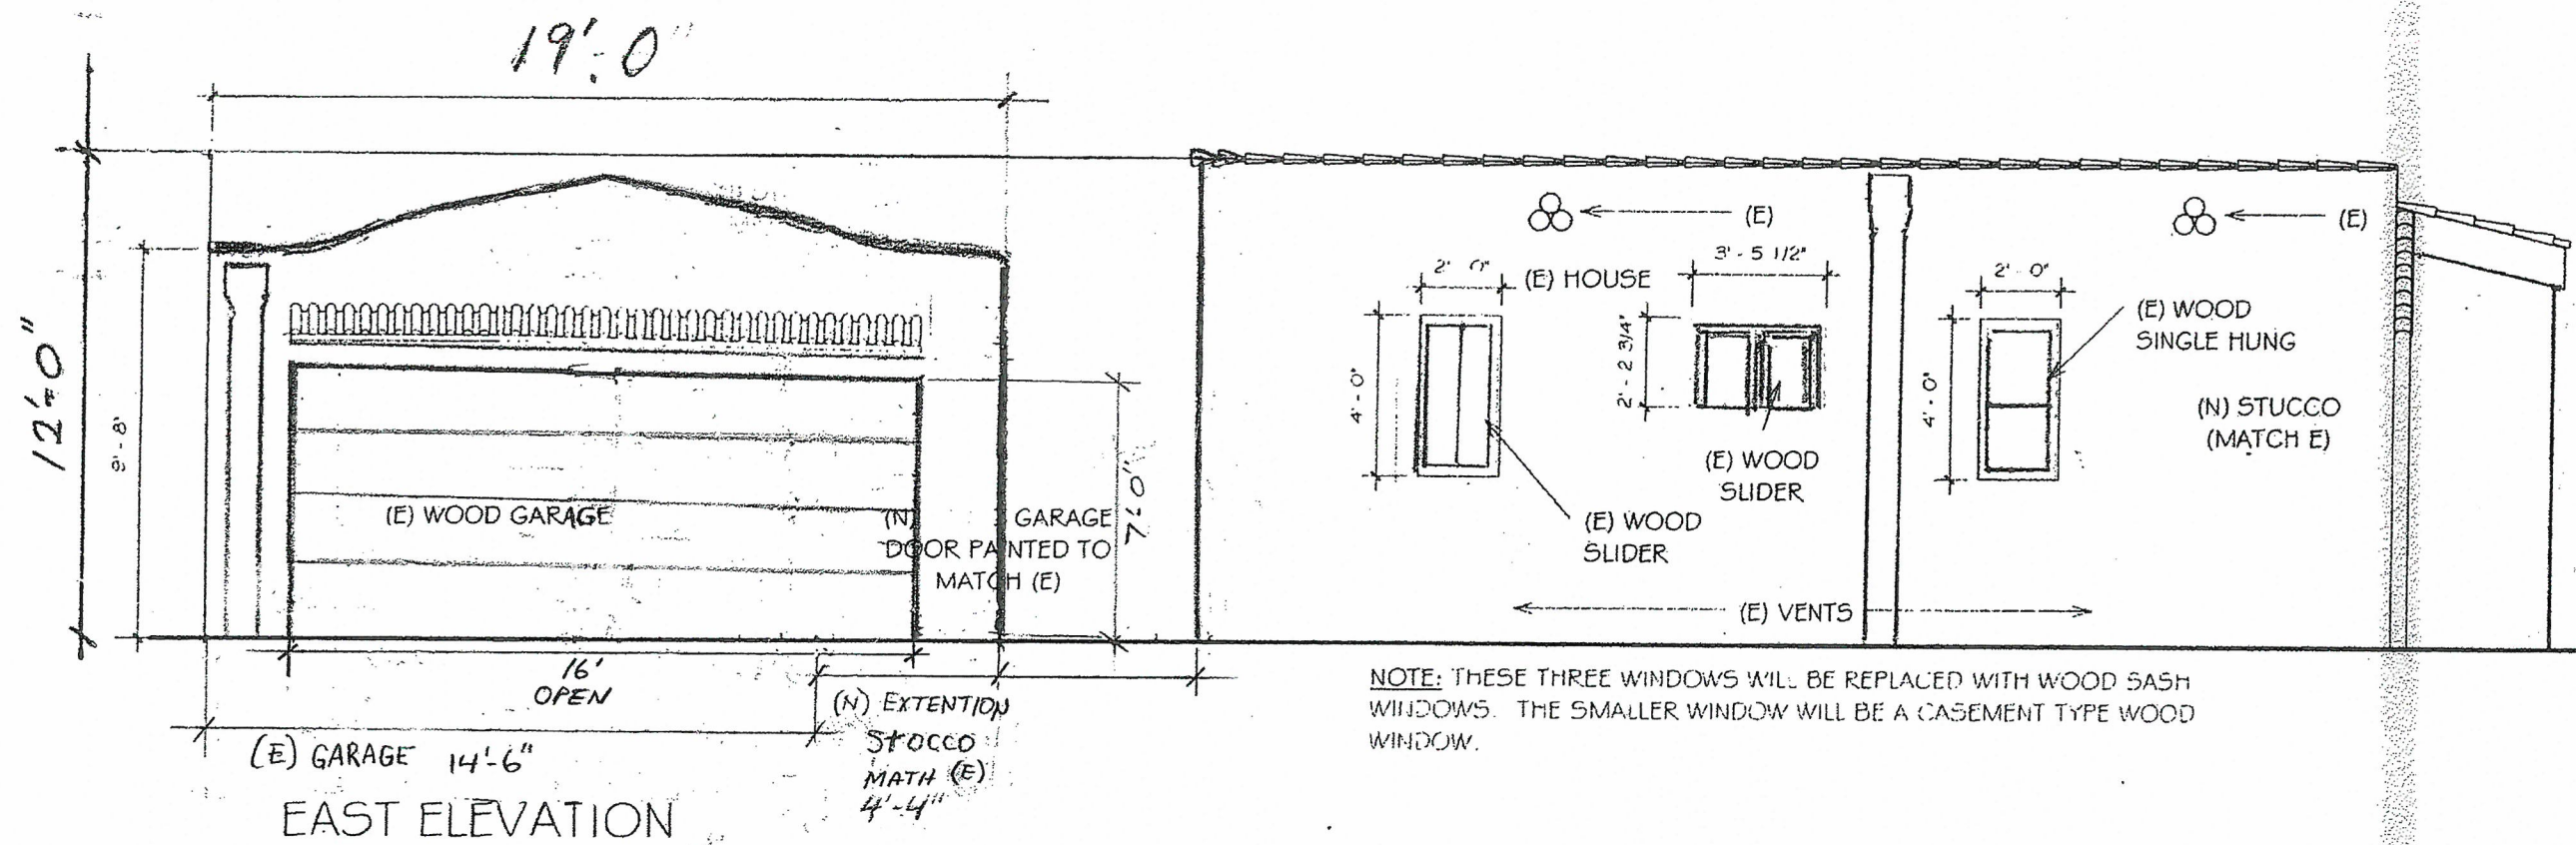 19'-0"
12'-0"
9'-8"
(E) WOOD GARAGE
(N) GARAGE
DOOR PAINTED TO
MATCH (E)
7'-0"
16'
OPEN
(N) EXTENTION
STOCCO
MATH (E)
4'-4"
(E) GARAGE 14'-6"
EAST ELEVATION
(E)
(E) HOUSE
2' - 0"
4' - 0"
3' - 5 1/2"
2' - 2 3/4"
(E) WOOD
SLIDER
(E) WOOD
SLIDER
(E)
2' - 0"
4' - 0"
(E) WOOD
SINGLE HUNG
(N) STUCCO
(MATCH E)
(E) VENTS
NOTE: THESE THREE WINDOWS WILL BE REPLACED WITH WOOD SASH
WINDOWS. THE SMALLER WINDOW WILL BE A CASEMENT TYPE WOOD
WINDOW.